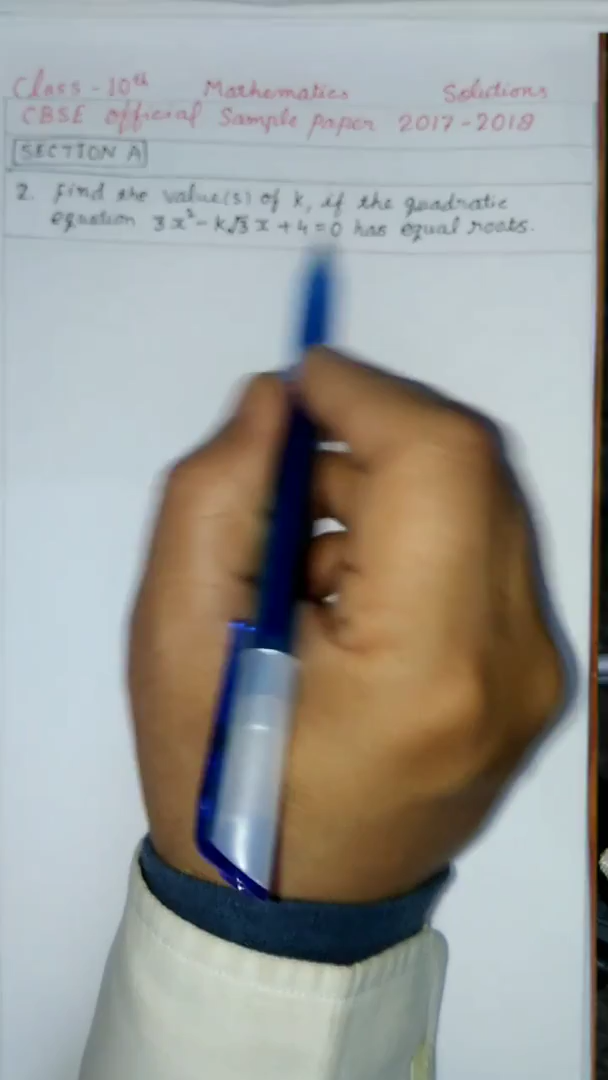 Class - 10th Mathematics Solutions
CBSE official Sample paper 2017-2018
[SECTION A]
2. Find the value(s) of k, if the quadratic
equation 3x² - k√3 x + 4 = 0 has equal roots.